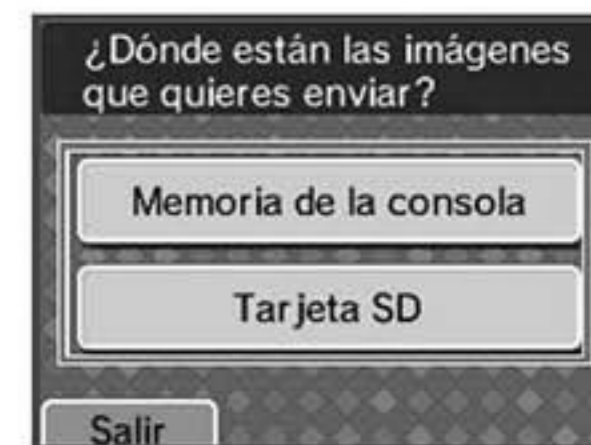 ¿Dónde están las imágenes
que quieres enviar?
Memoria de la consola
Tarjeta SD
Salir